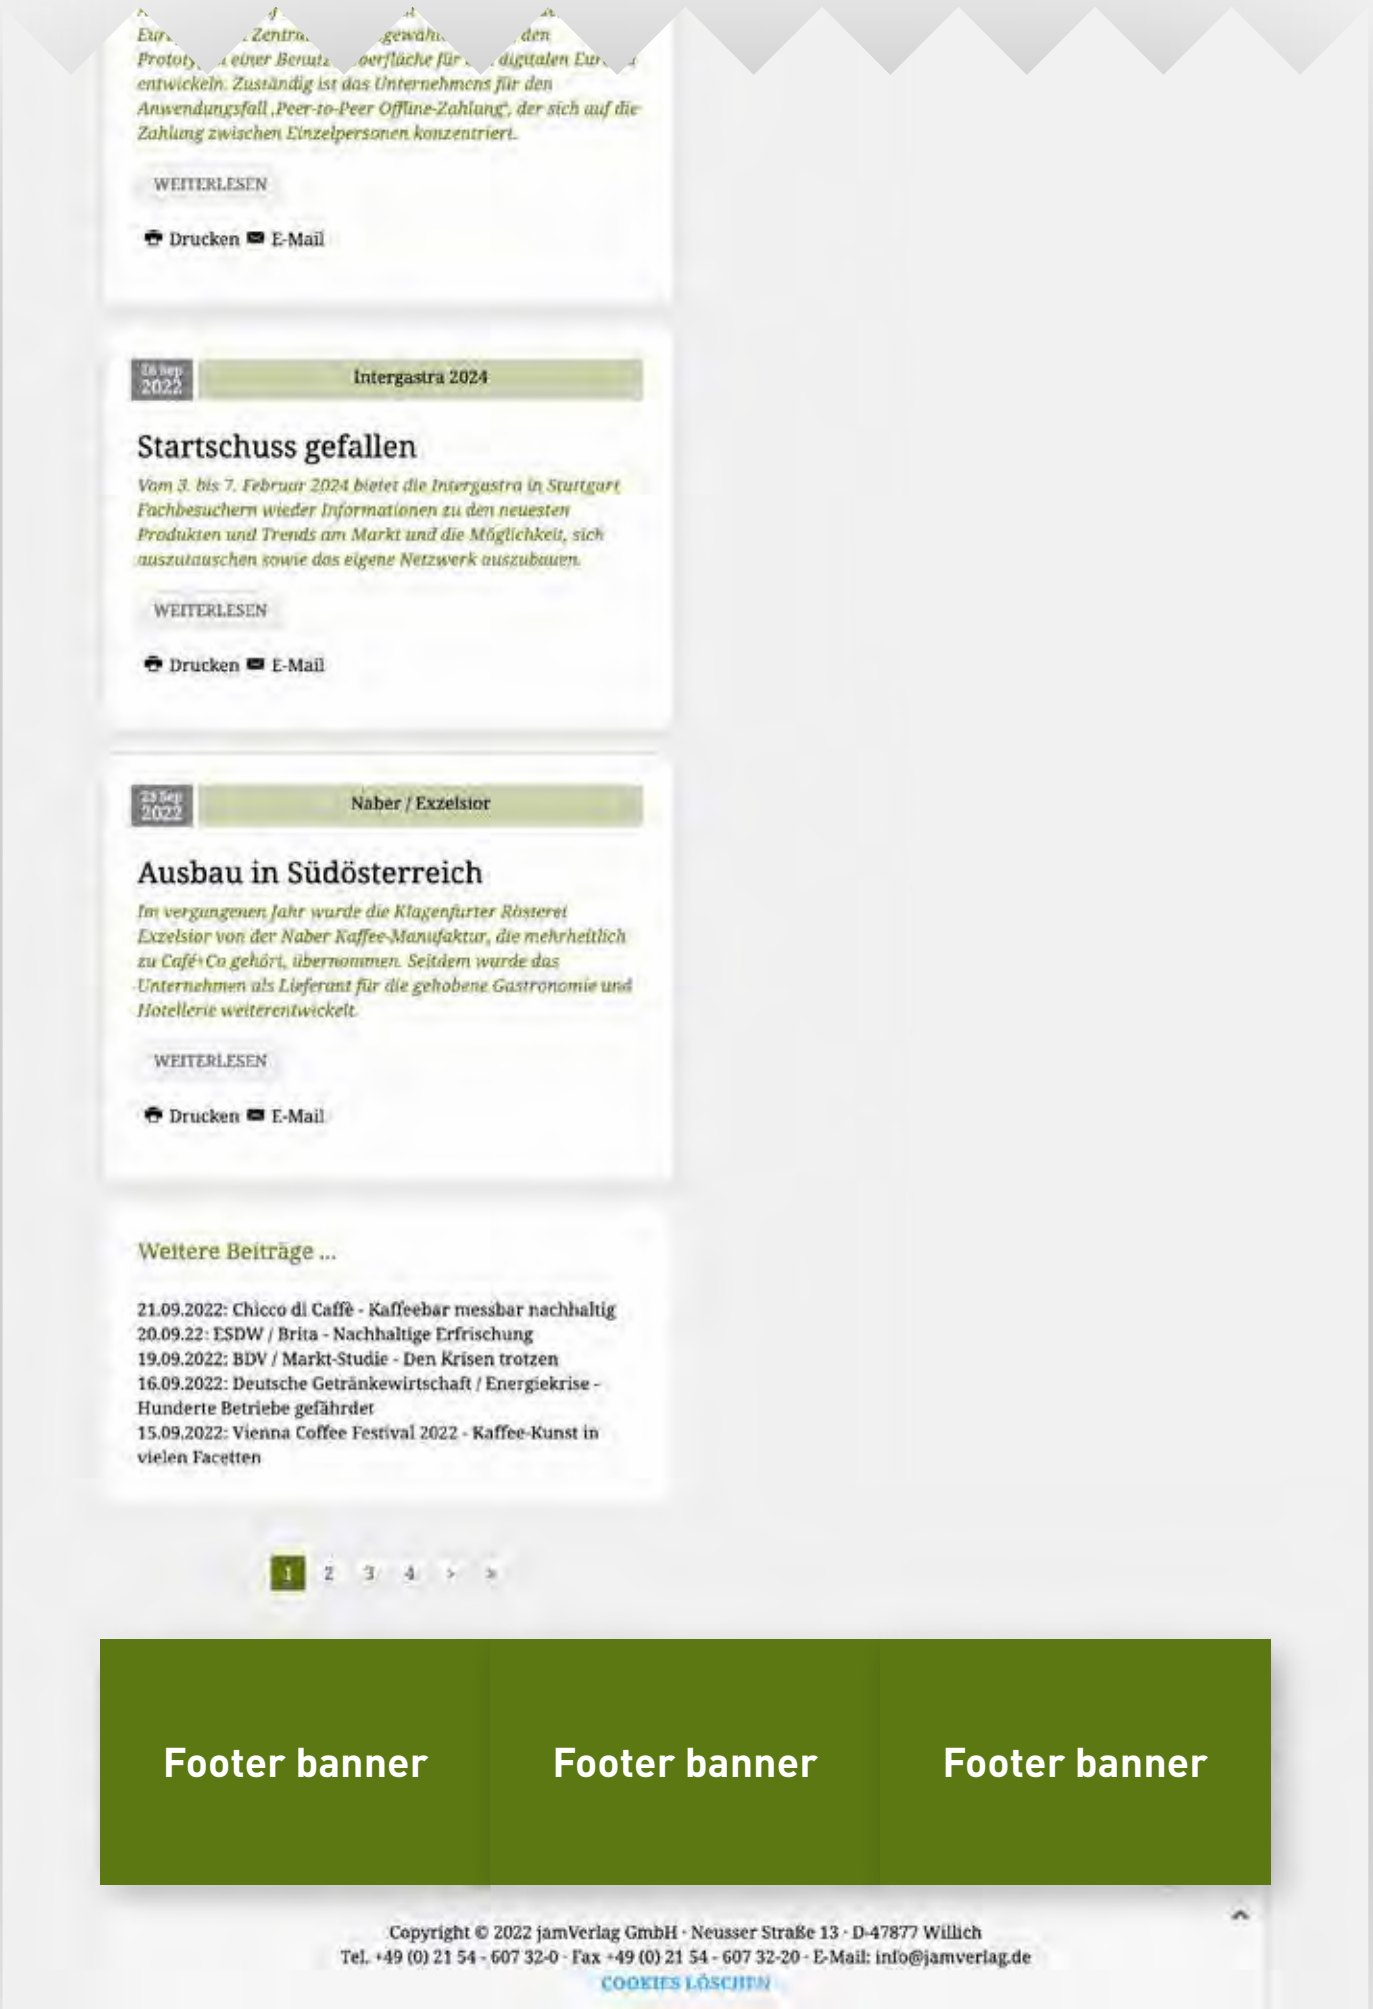 den
einer
digitalen
entwickeln. Zuständig ist das Unternehmens für den
Anwendungsfall „Peer-to-Peer Offline-Zahlung“, der sich auf die
Zahlung zwischen Einzelpersonen konzentriert.
WEITERLESEN
Drucken E-Mail
2022
Intergastra 2024
Startschuss gefallen
Vom 3. bis 7. Februar 2024 bietet die Intergastra in Stuttgart
Fachbesuchern wieder Informationen zu den neuesten
Produkten und Trends am Markt und die Möglichkeit, sich
auszutauschen sowie das eigene Netzwerk auszubauen.
WEITERLESEN
Drucken E-Mail
23 Sep
2022
Naber / Exzelsior
Ausbau in Südösterreich
Im vergangenen Jahr wurde die Klagenfurter Rösterei
Exzelsior von der Naber Kaffee-Manufaktur, die mehrheitlich
zu Café+Co gehört, übernommen. Seitdem wurde das
Unternehmen als Lieferant für die gehobene Gastronomie und
Hotellerie weiterentwickelt.
WEITERLESEN
Drucken E-Mail
Weitere Beiträge ...
21.09.2022: Chicco di Caffè - Kaffeebar messbar nachhaltig
20.09.22: ESDW / Brita - Nachhaltige Erfrischung
19.09.2022: BDV / Markt-Studie - Den Krisen trotzen
16.09.2022: Deutsche Getränkewirtschaft / Energiekrise -
Hunderte Betriebe gefährdet
15.09.2022: Vienna Coffee Festival 2022 - Kaffee-Kunst in
vielen Facetten
1 2 3 4 > »
Footer banner Footer banner Footer banner
Copyright © 2022 jamVerlag GmbH · Neusser Straße 13 · D-47877 Willich
Tel. +49 (0) 21 54 - 607 32-0 · Fax +49 (0) 21 54 - 607 32-20 · E-Mail: info@jamverlag.de
COOKIES LÖSCHEN